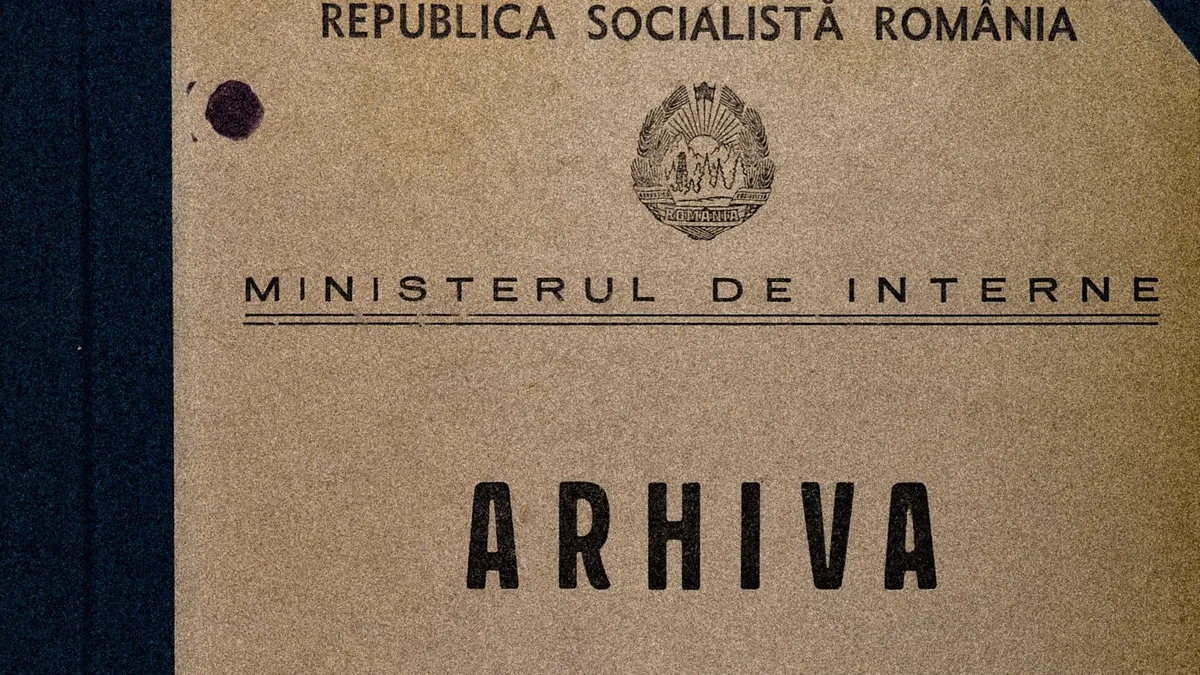 REPUBLICA SOCIALISTĂ ROMÂNIA
ROMÂNIA
MINISTERUL DE INTERNE
ARHIVA